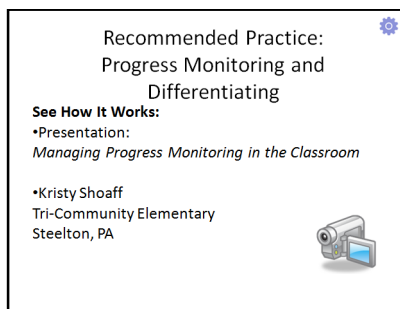 Recommended Practice:
Progress Monitoring and
Differentiating
See How It Works:
•Presentation:
Managing Progress Monitoring in the Classroom
•Kristy Shoaff
Tri-Community Elementary
Steelton, PA